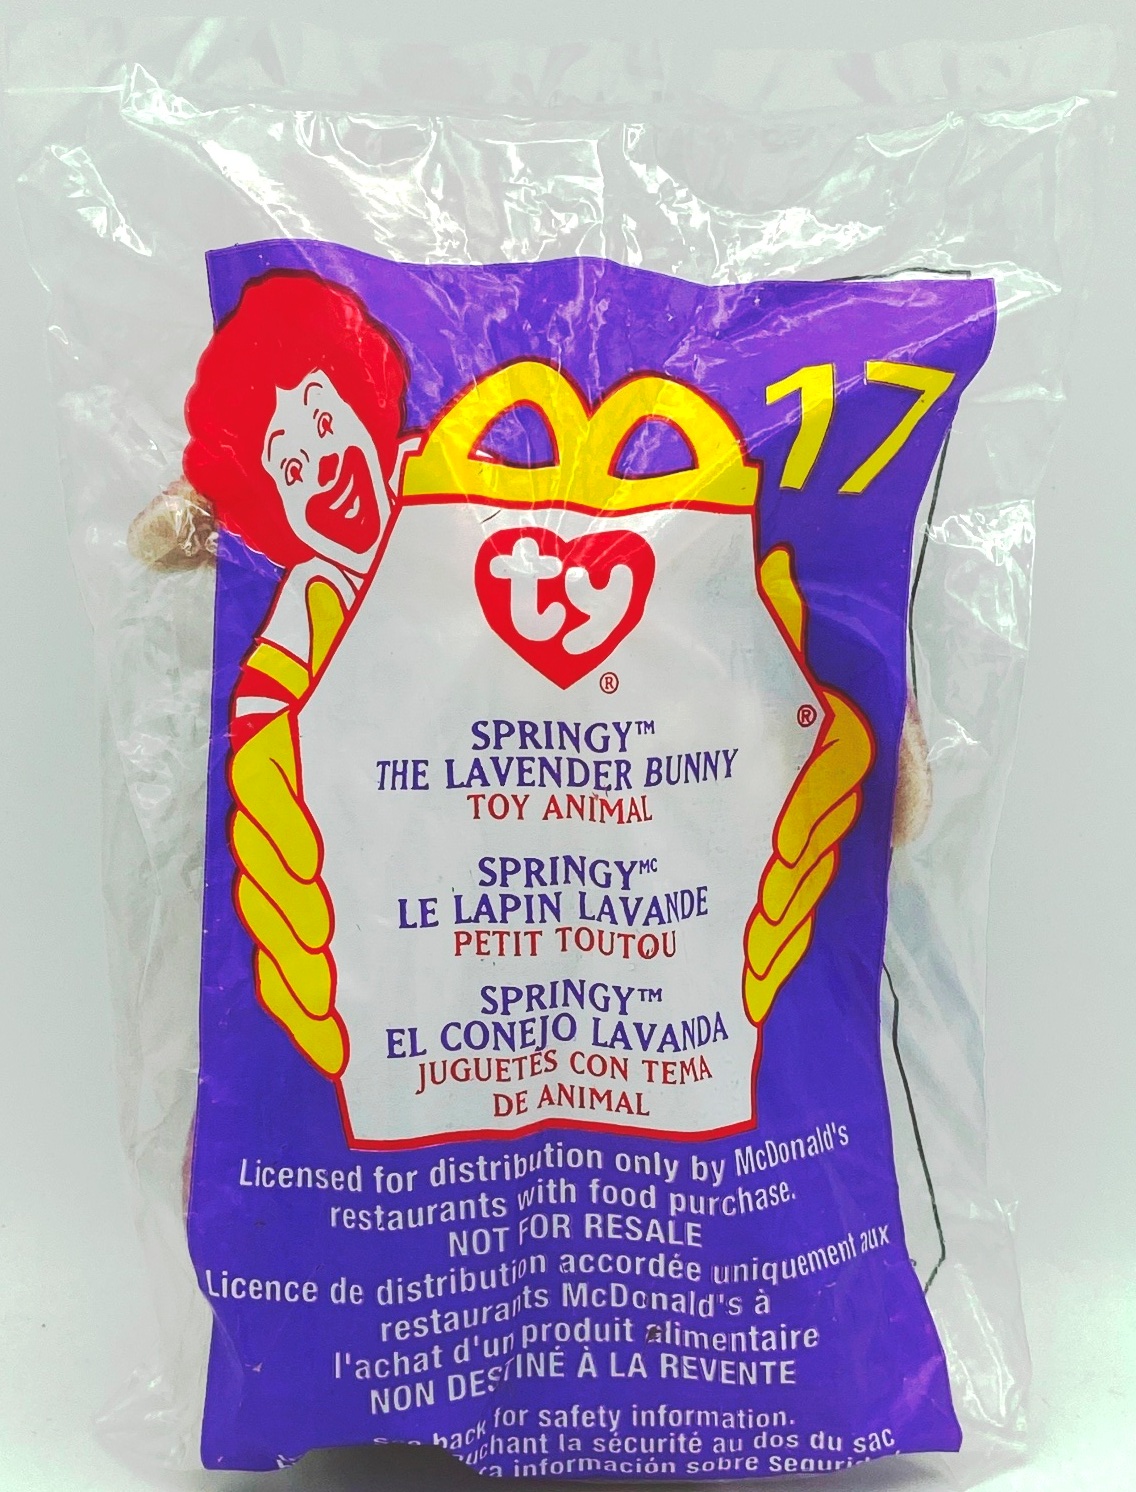 17
ty
®
®
SPRINGY™
THE LAVENDER BUNNY
TOY ANIMAL
SPRINGYᴹᶜ
LE LAPIN LAVANDE
PETIT TOUTOU
SPRINGY™
EL CONEJO LAVANDA
JUGUETES CON TEMA
DE ANIMAL
Licensed for distribution only by McDonald's
restaurants with food purchase.
NOT FOR RESALE
Licence de distribution accordée uniquement aux
restaurants McDonald's à
l'achat d'un produit alimentaire
NON DESTINÉ À LA REVENTE
back for safety information.
la sécurité au dos du sac
información sobre